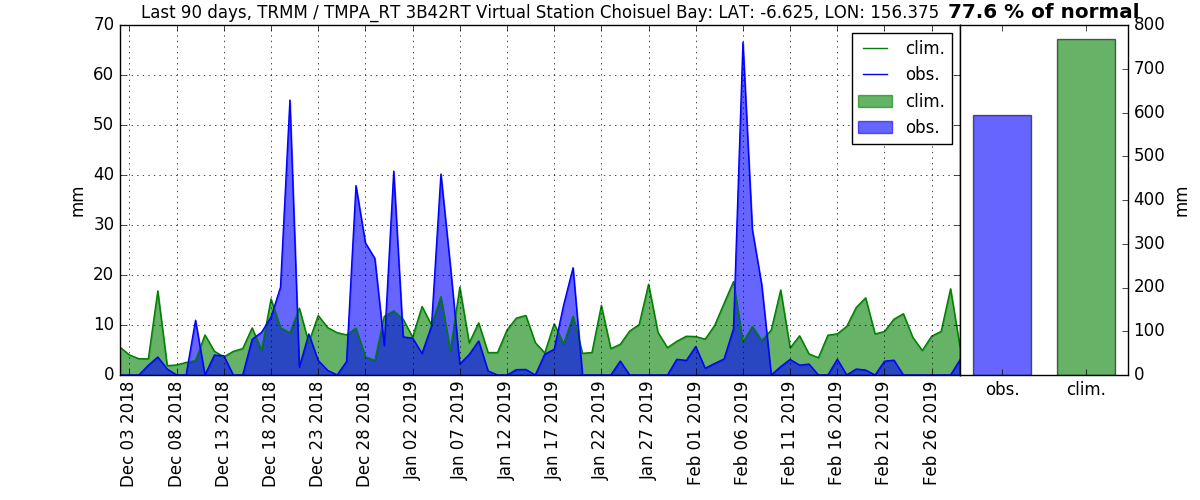 Last 90 days, TRMM / TMPA_RT 3B42RT Virtual Station Choisuel Bay: LAT: -6.625, LON: 156.375
77.6 % of normal
70
60
50
40
30
20
10
0
mm
clim.
obs.
clim.
obs.
Dec 03 2018
Dec 08 2018
Dec 13 2018
Dec 18 2018
Dec 23 2018
Dec 28 2018
Jan 02 2019
Jan 07 2019
Jan 12 2019
Jan 17 2019
Jan 22 2019
Jan 27 2019
Feb 01 2019
Feb 06 2019
Feb 11 2019
Feb 16 2019
Feb 21 2019
Feb 26 2019
800
700
600
500
400
300
200
100
0
mm
obs.
clim.